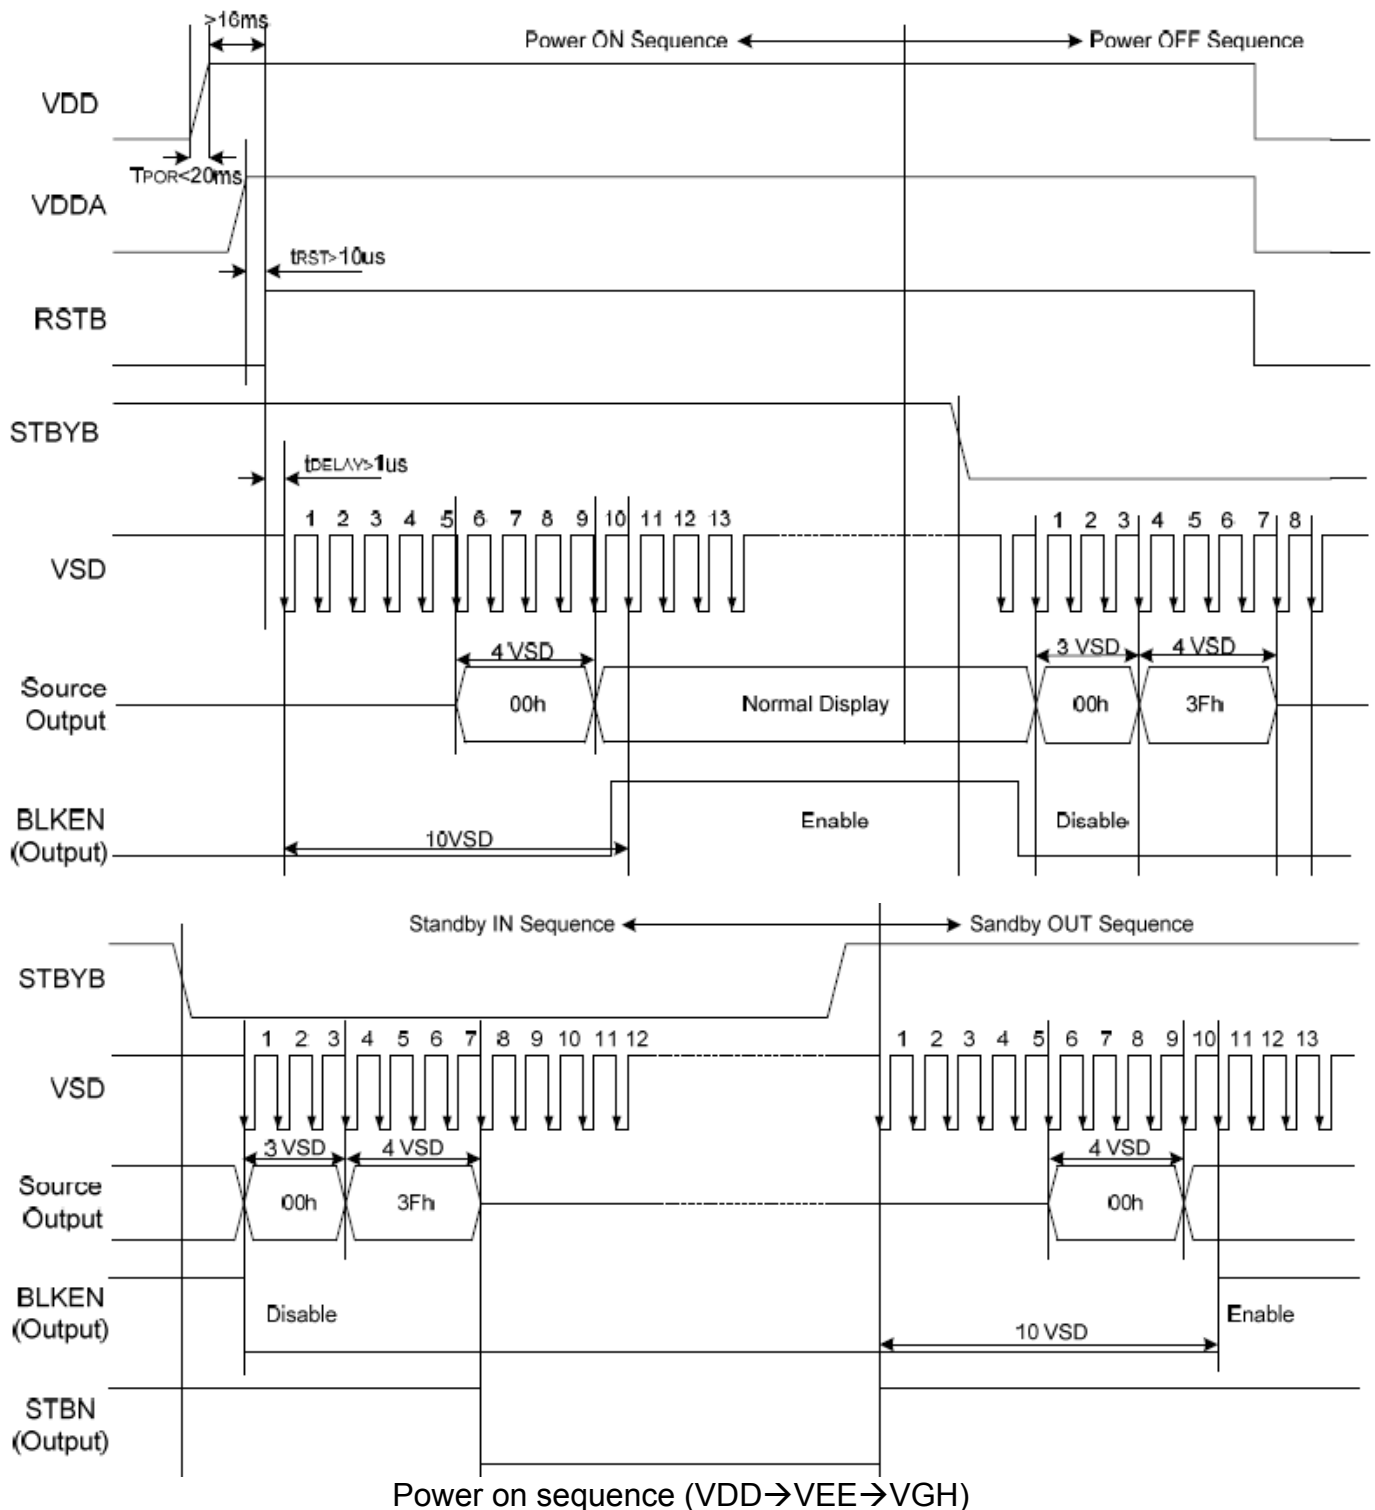 >16ms
Power ON Sequence
Power OFF Sequence
VDD
TPOR<20ms
VDDA
tRST>10us
RSTB
STBYB
tDELAY>1us
1 2 3 4 5 6 7 8 9 10 11 12 13
1 2 3 4 5 6 7 8
VSD
4 VSD
3 VSD
4 VSD
Source
Output
00h
Normal Display
00h
3Fh
BLKEN
(Output)
10VSD
Enable
Disable
Standby IN Sequence
Sandby OUT Sequence
STBYB
1 2 3 4 5 6 7 8 9 10 11 12
1 2 3 4 5 6 7 8 9 10 11 12 13
VSD
3 VSD
4 VSD
4 VSD
Source
Output
00h
3Fh
00h
BLKEN
(Output)
Disable
10 VSD
Enable
STBN
(Output)
Power on sequence (VDD→VEE→VGH)